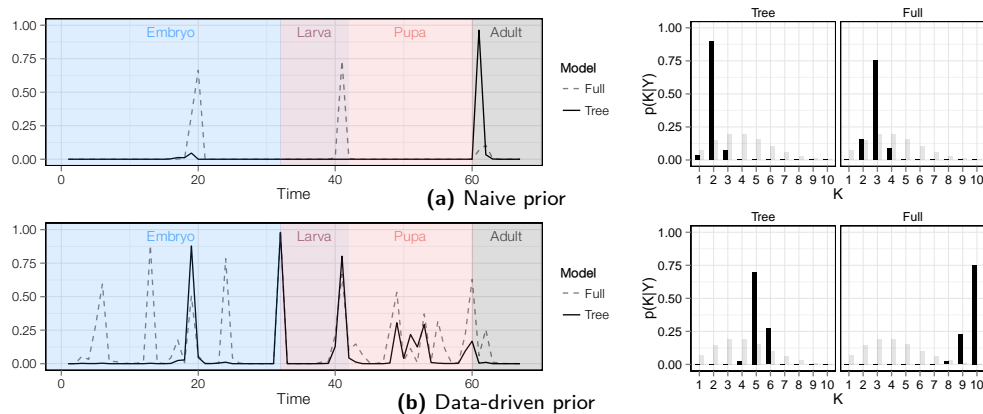 Embryo Larva Pupa Adult
1.00
0.75
0.50
0.25
0.00
0 20 40 60
Time
Model
Full
Tree
Tree Full
p(K|Y)
1.00
0.75
0.50
0.25
0.00
1 2 3 4 5 6 7 8 9 10 1 2 3 4 5 6 7 8 9 10
K
(a) Naive prior
Embryo Larva Pupa Adult
1.00
0.75
0.50
0.25
0.00
0 20 40 60
Time
Model
Full
Tree
Tree Full
p(K|Y)
1.00
0.75
0.50
0.25
0.00
1 2 3 4 5 6 7 8 9 10 1 2 3 4 5 6 7 8 9 10
K
(b) Data-driven prior